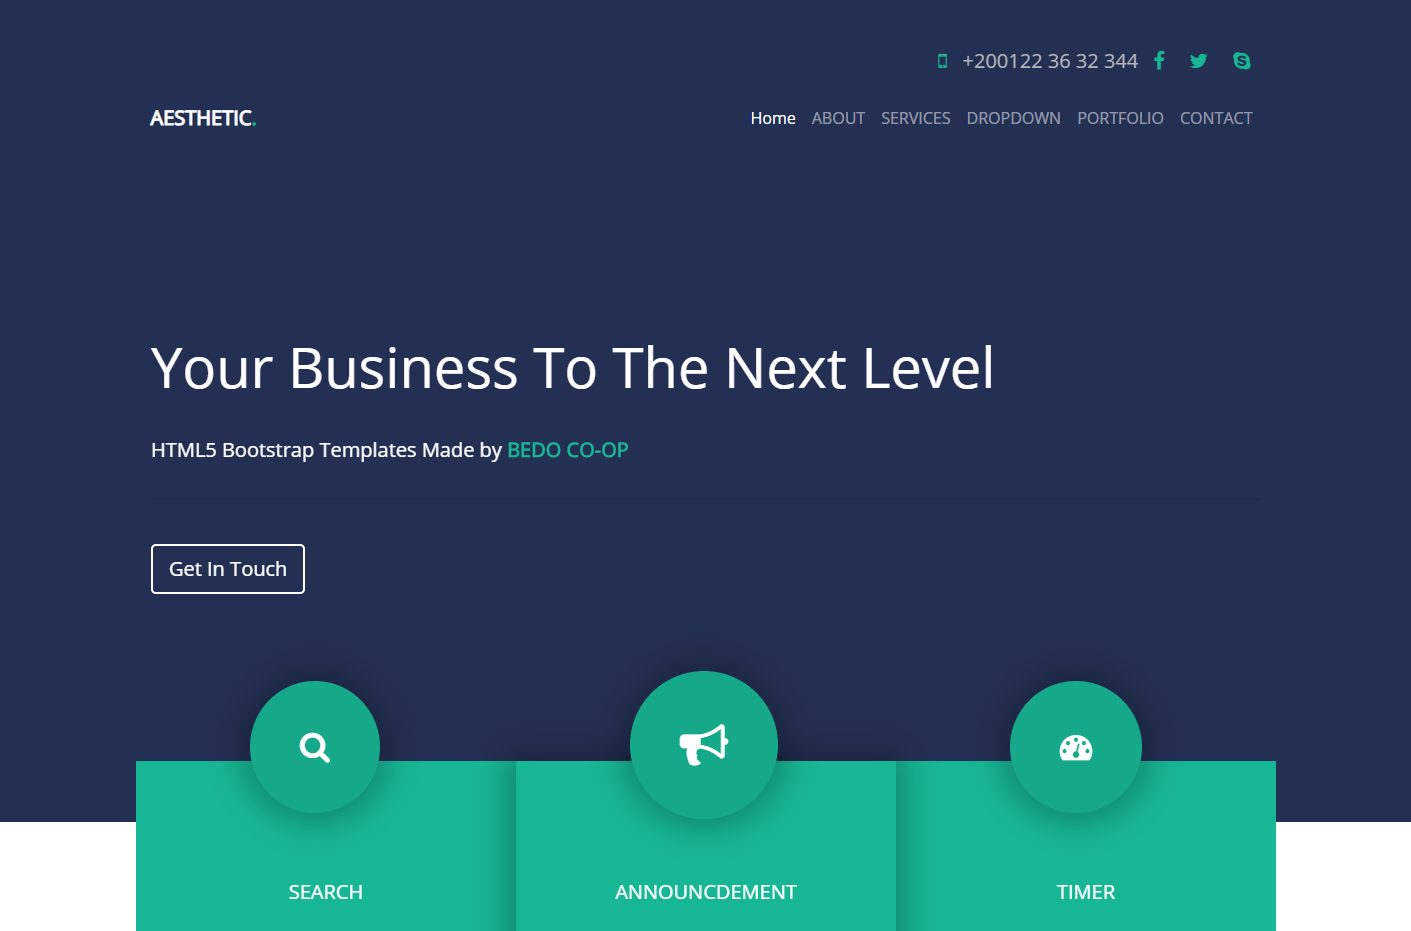 +200122 36 32 344
AESTHETIC.
Home ABOUT SERVICES DROPDOWN PORTFOLIO CONTACT
Your Business To The Next Level
HTML5 Bootstrap Templates Made by BEDO CO-OP
Get In Touch
SEARCH
ANNOUNCDEMENT
TIMER